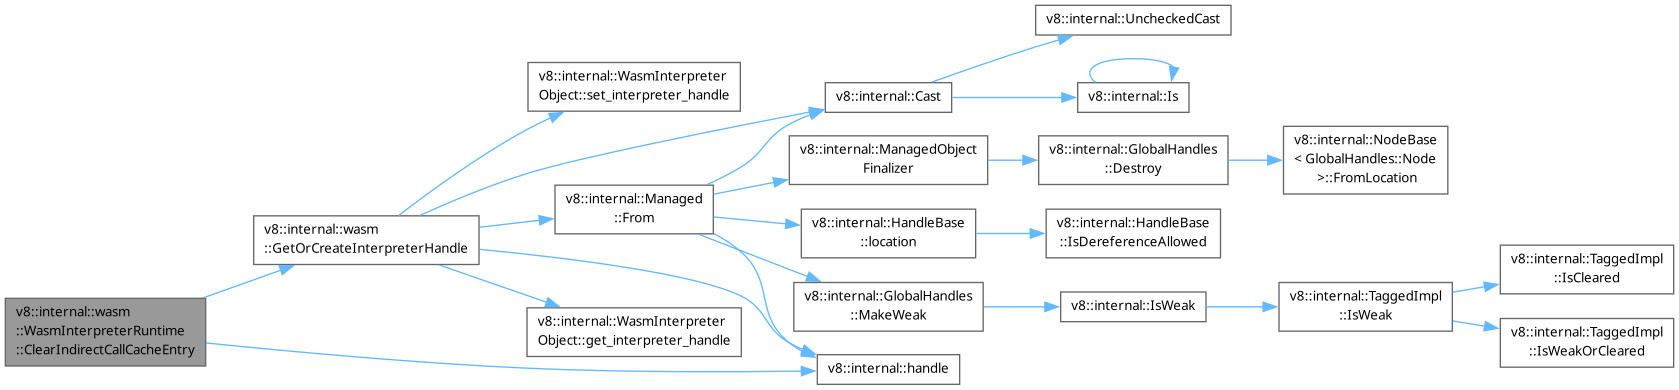 v8::internal::wasm
::WasmInterpreterRuntime
::ClearIndirectCallCacheEntry
v8::internal::wasm
::GetOrCreateInterpreterHandle
v8::internal::WasmInterpreter
Object::set_interpreter_handle
v8::internal::Managed
::From
v8::internal::WasmInterpreter
Object::get_interpreter_handle
v8::internal::Cast
v8::internal::ManagedObject
Finalizer
v8::internal::HandleBase
::location
v8::internal::GlobalHandles
::MakeWeak
v8::internal::handle
v8::internal::UncheckedCast
v8::internal::Is
v8::internal::GlobalHandles
::Destroy
v8::internal::HandleBase
::IsDereferenceAllowed
v8::internal::IsWeak
v8::internal::NodeBase
< GlobalHandles::Node
>::FromLocation
v8::internal::TaggedImpl
::IsWeak
v8::internal::TaggedImpl
::IsCleared
v8::internal::TaggedImpl
::IsWeakOrCleared